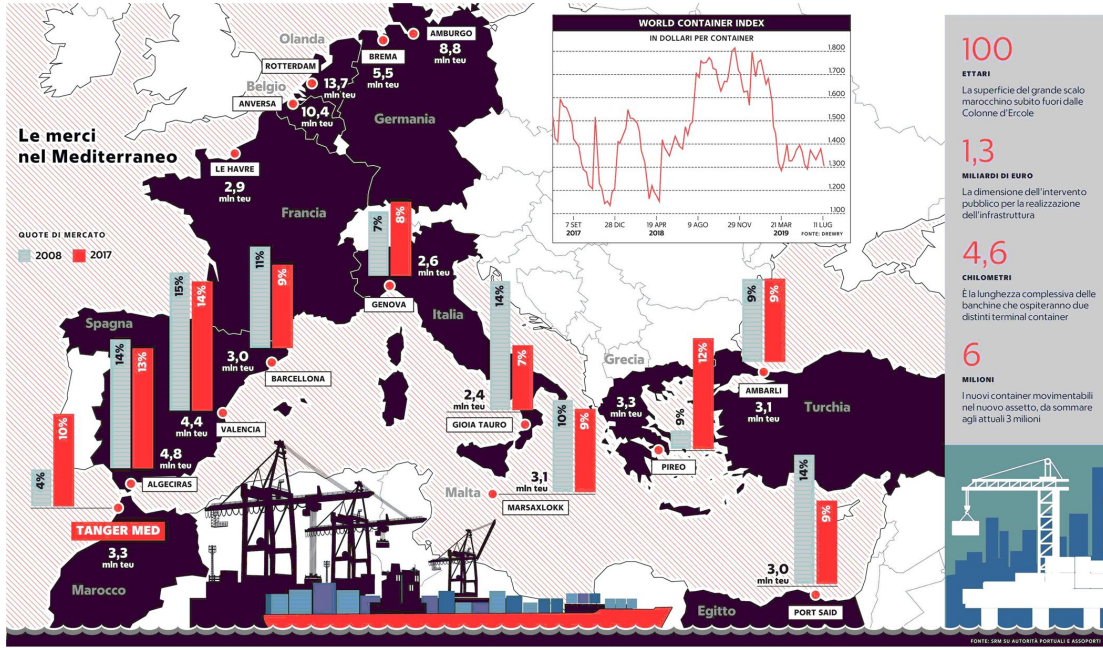 Le merci
nel Mediterraneo
QUOTE DI MERCATO
2008
2017
Olanda
ROTTERDAM
13,7
mln teu
Belgio
ANVERSA
10,4
mln teu
BREMA
5,5
mln teu
AMBURGO
8,8
mln teu
Germania
LE HAVRE
2,9
mln teu
Francia
7%
8%
2,6
mln teu
GENOVA
Italia
11%
9%
3,0
mln teu
BARCELLONA
15%
14%
4,4
mln teu
VALENCIA
Spagna
14%
13%
4,8
mln teu
ALGECIRAS
4%
10%
TANGER MED
3,3
mln teu
Marocco
14%
7%
2,4
mln teu
GIOIA TAURO
10%
9%
3,1
mln teu
Malta
MARSAXLOKK
Grecia
3,3
mln teu
9%
12%
PIREO
9%
9%
AMBARLI
3,1
mln teu
Turchia
14%
9%
3,0
mln teu
PORT SAID
Egitto
WORLD CONTAINER INDEX
IN DOLLARI PER CONTAINER
1.800
1.700
1.600
1.500
1.400
1.300
1.200
1.100
7 SET
28 DIC
19 APR
9 AGO
29 NOV
21 MAR
11 LUG
2017
2018
2019
FONTE: DREWRY
100
ETTARI
La superficie del grande scalo
marocchino subito fuori dalle
Colonne d'Ercole
1,3
MILIARDI DI EURO
La dimensione dell'intervento
pubblico per la realizzazione
dell'infrastruttura
4,6
CHILOMETRI
È la lunghezza complessiva delle
banchine che ospiteranno due
distinti terminal container
6
MILIONI
I nuovi container movimentabili
nel nuovo assetto, da sommare
agli attuali 3 milioni
FONTE: SRM SU AUTORITÀ PORTUALI E ASSOPORTI